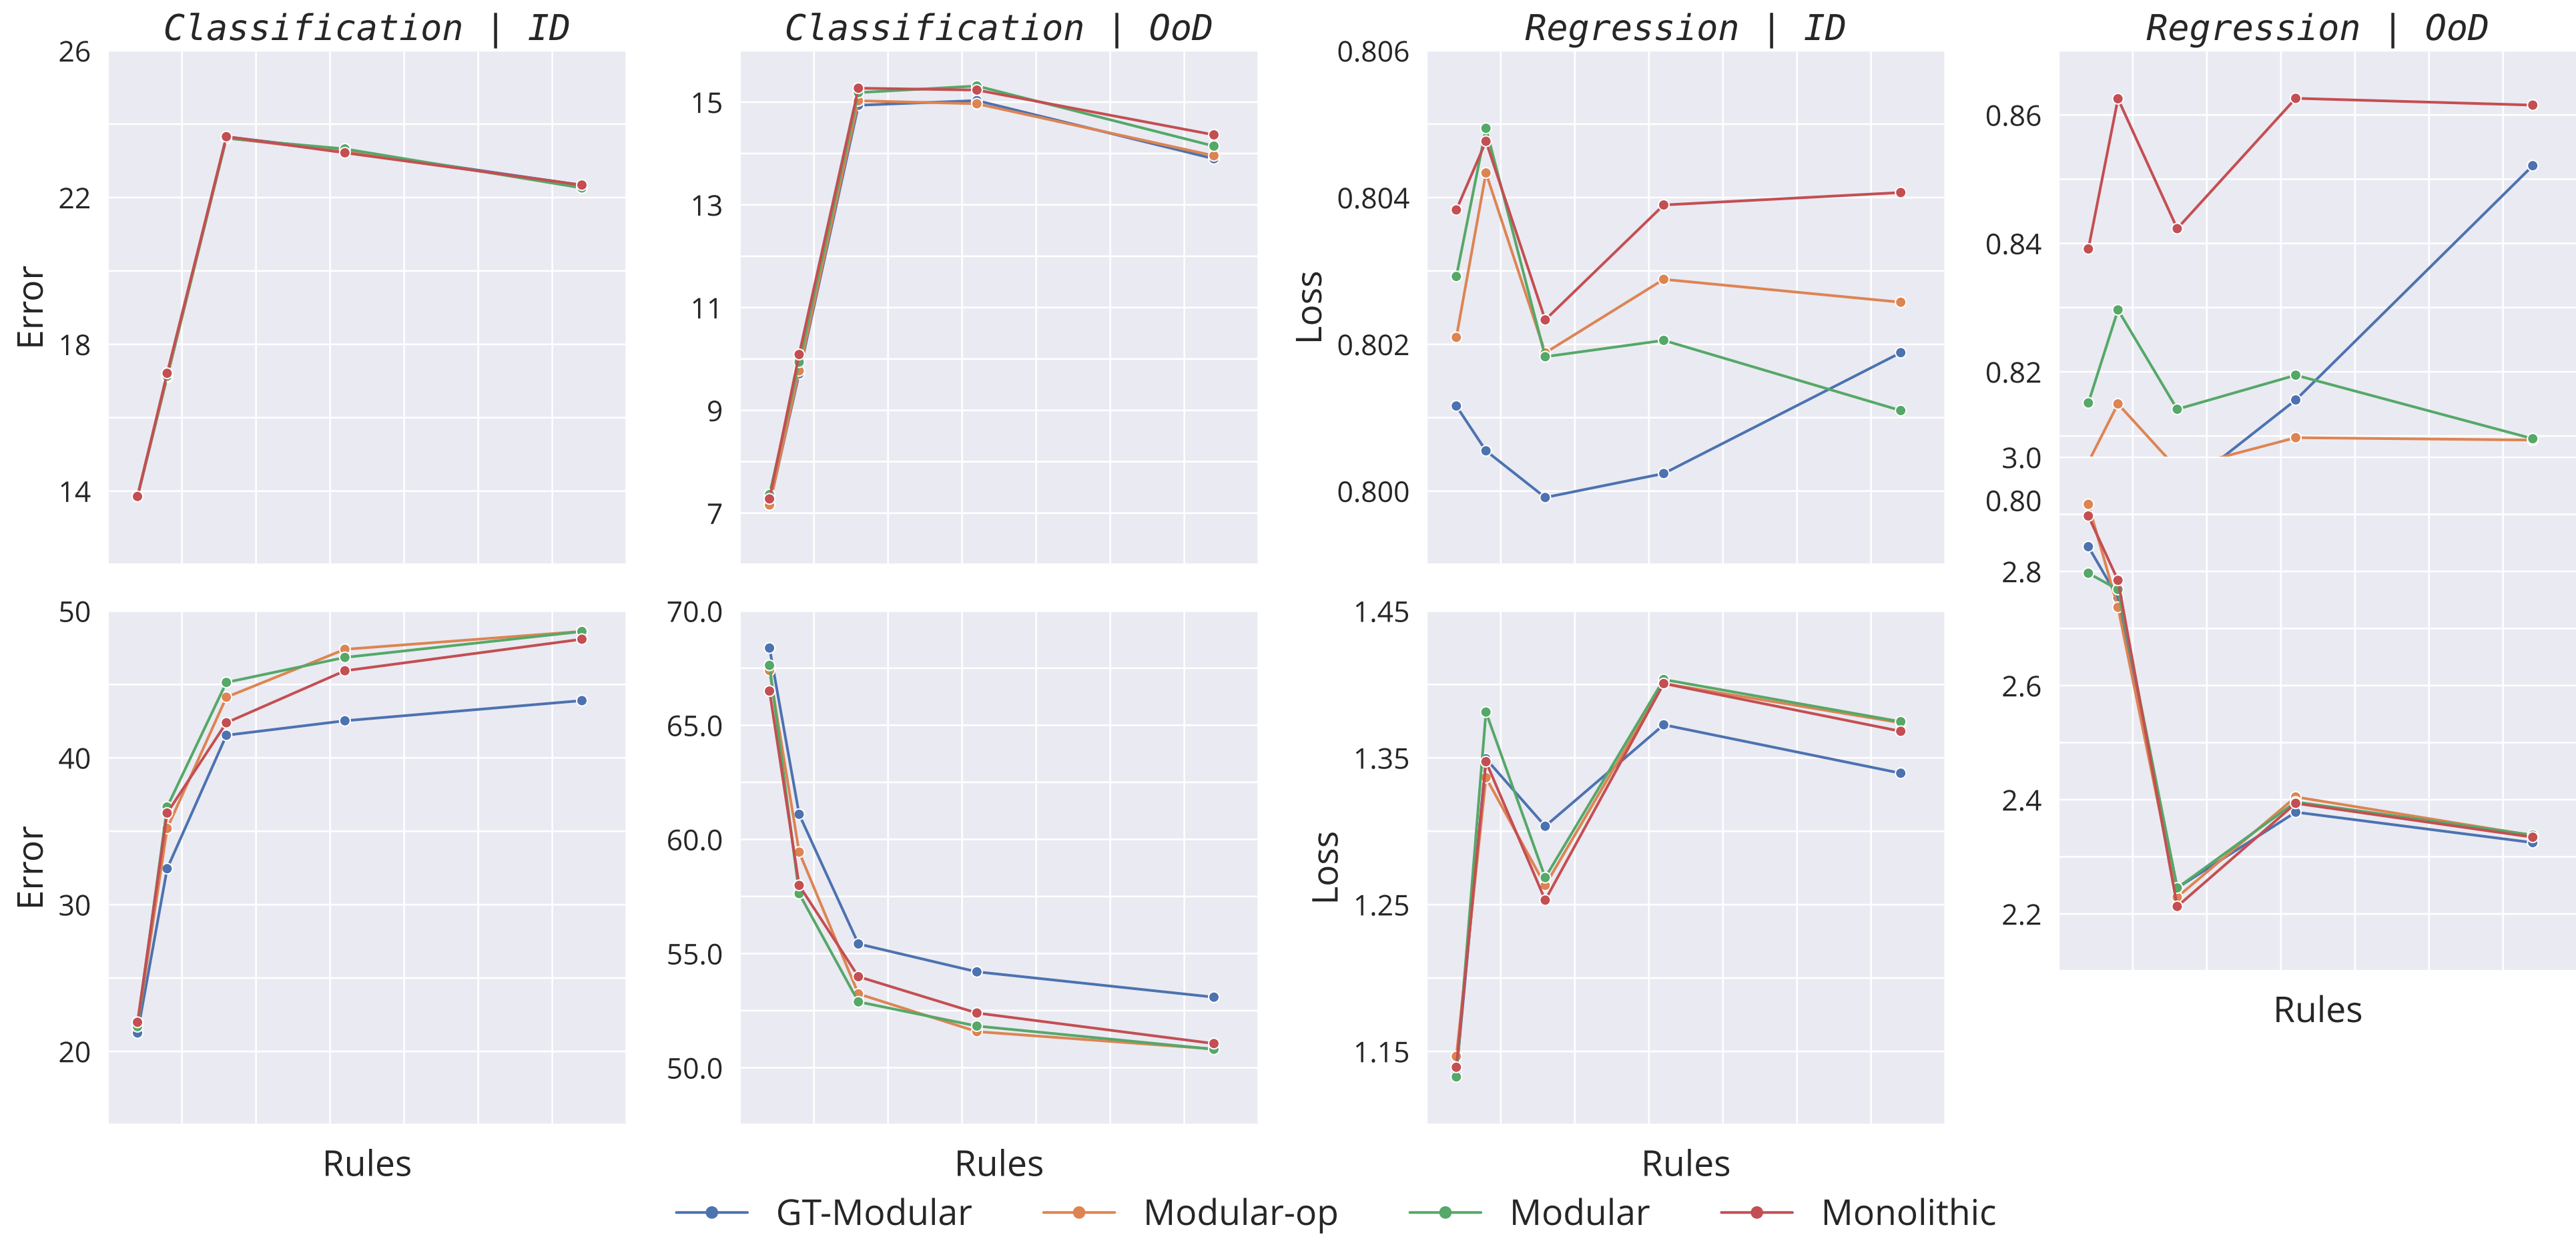 Classification | ID
Classification | OoD
Regression | ID
Regression | OoD
Error
26
22
18
14
15
13
11
9
7
Loss
0.806
0.804
0.802
0.800
0.86
0.84
0.82
0.80
Error
50
40
30
20
Rules
70.0
65.0
60.0
55.0
50.0
Rules
Loss
1.45
1.35
1.25
1.15
Rules
3.0
2.8
2.6
2.4
2.2
Rules
GT-Modular
Modular-op
Modular
Monolithic